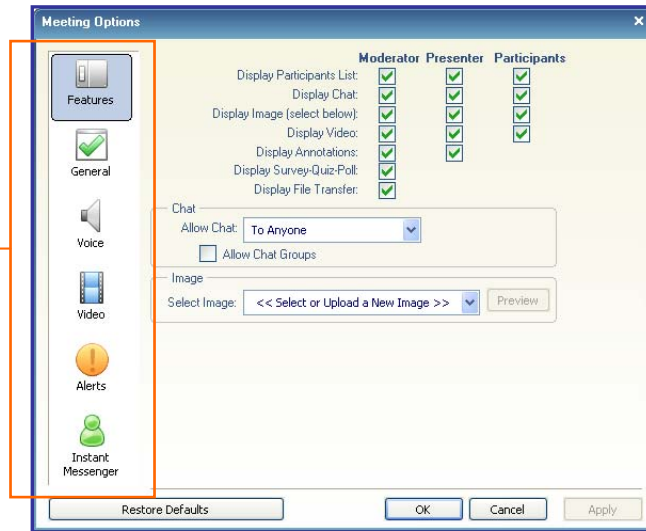 Meeting Options
Features
General
Voice
Video
Alerts
Instant
Messenger
Moderator Presenter Participants
Display Participants List:
Display Chat:
Display Image (select below):
Display Video:
Display Annotations:
Display Survey-Quiz-Poll:
Display File Transfer:
Chat
Allow Chat: To Anyone
Allow Chat Groups
Image
Select Image: << Select or Upload a New Image >> Preview
Restore Defaults OK Cancel Apply